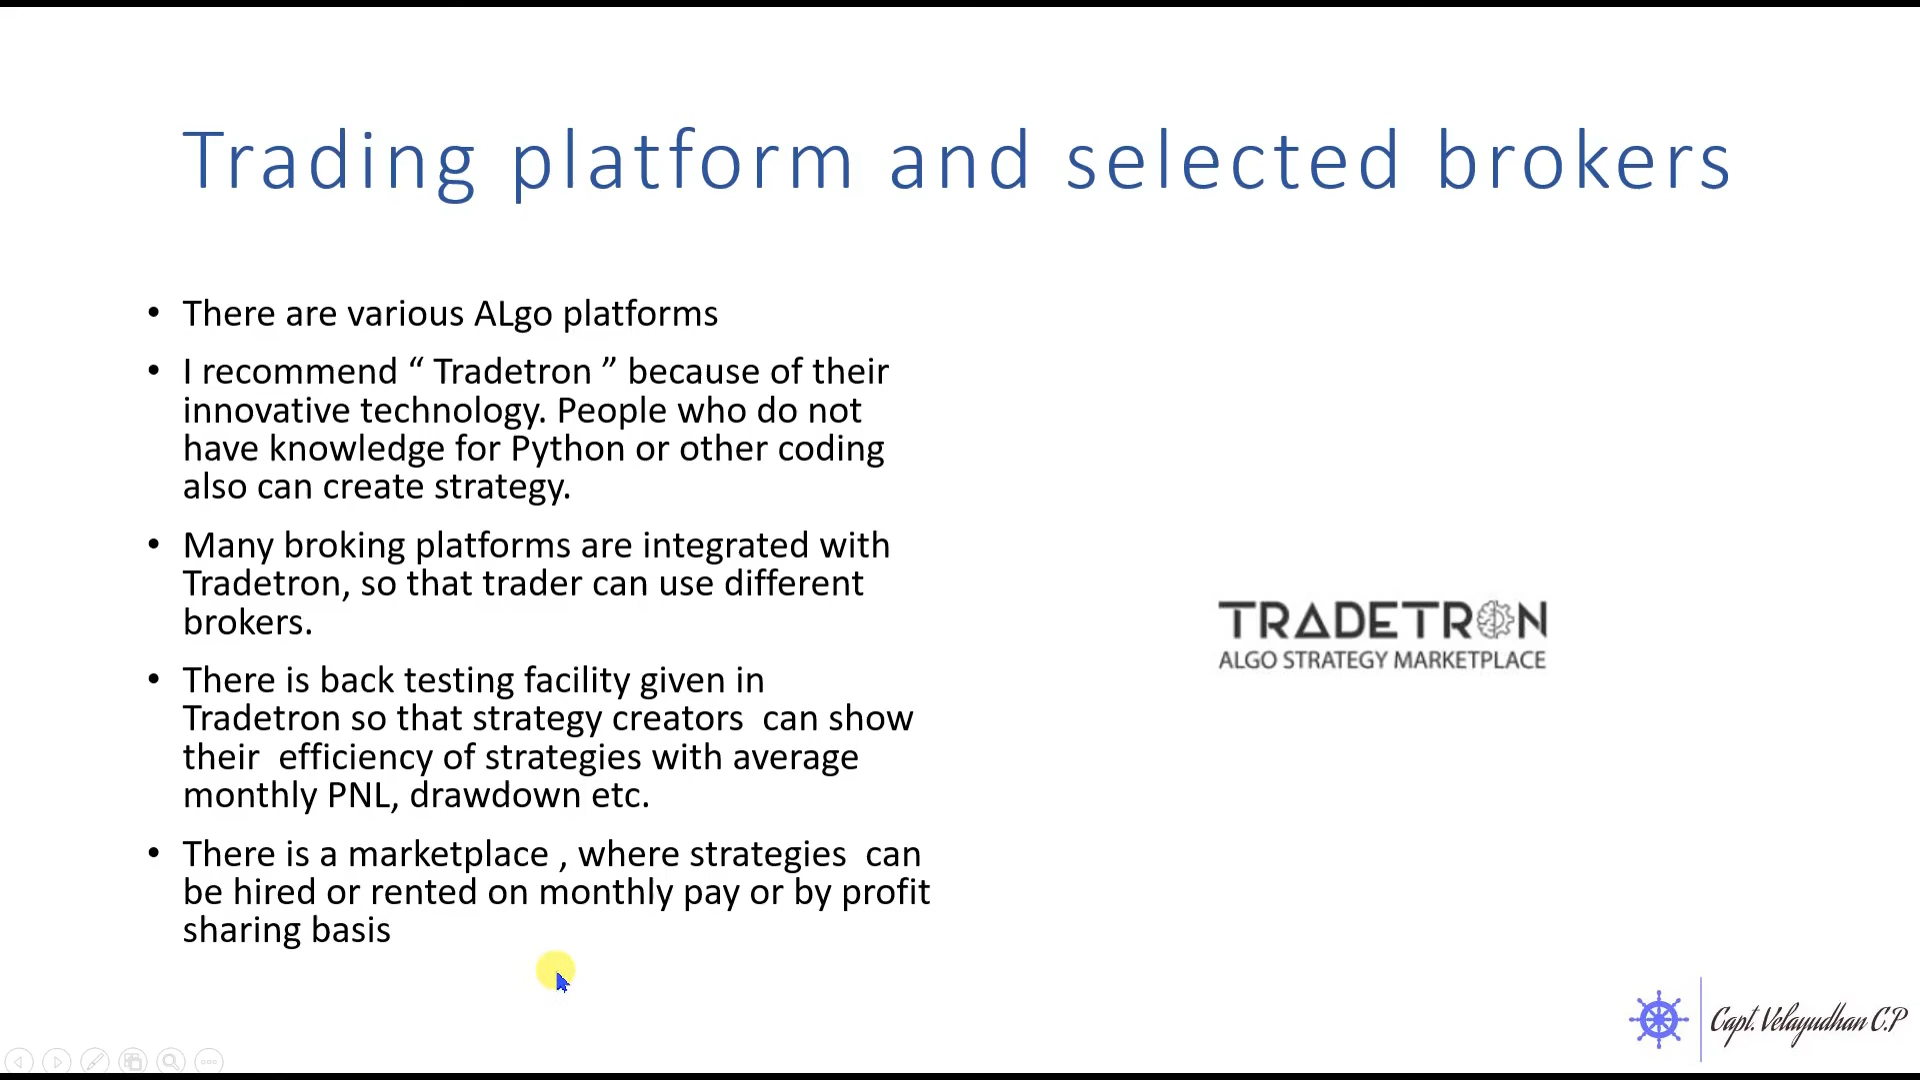 Trading platform and selected brokers
• There are various ALgo platforms
• I recommend “ Tradetron ” because of their
innovative technology. People who do not
have knowledge for Python or other coding
also can create strategy.
• Many broking platforms are integrated with
Tradetron, so that trader can use different
brokers.
• There is back testing facility given in
Tradetron so that strategy creators  can show
their  efficiency of strategies with average
monthly PNL, drawdown etc.
• There is a marketplace , where strategies  can
be hired or rented on monthly pay or by profit
sharing basis
TRADETRON
ALGO STRATEGY MARKETPLACE
Capt. Velayudhan C.P